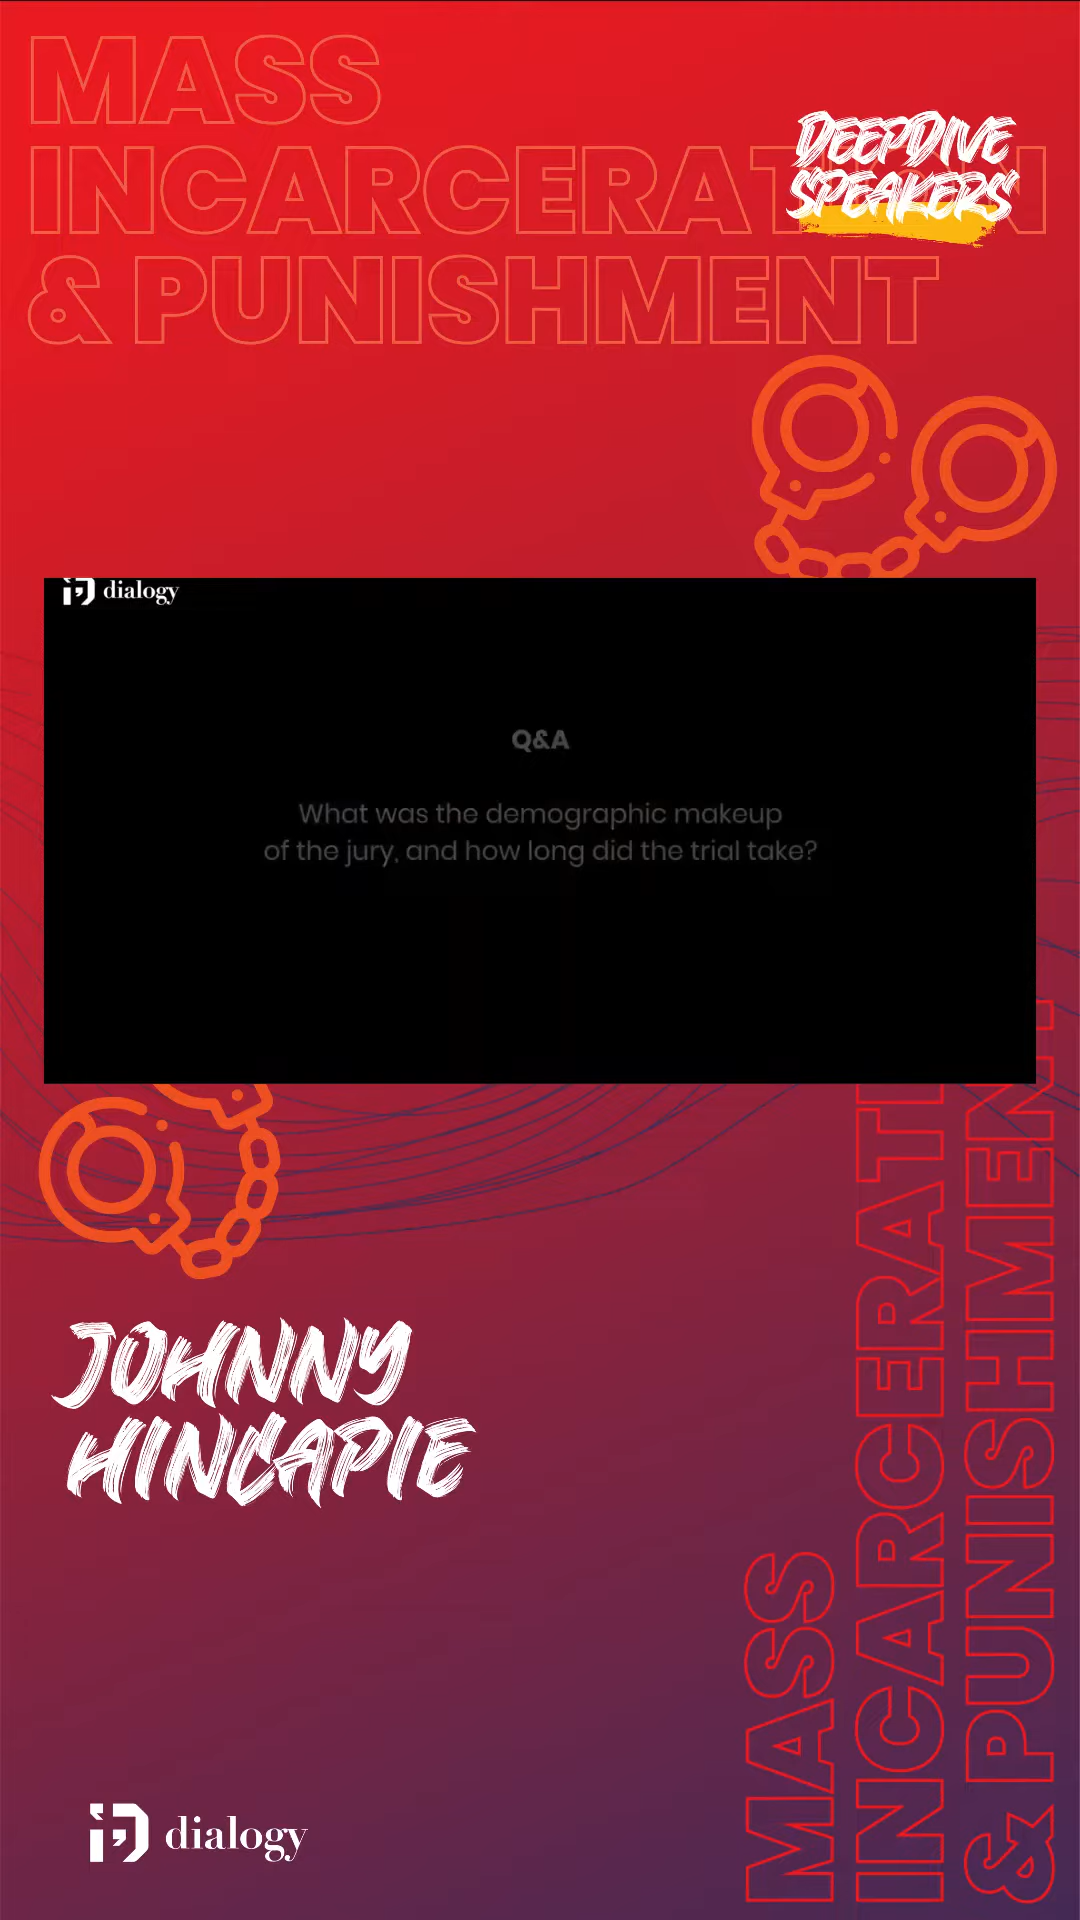 MASS
INCARCERATION
& PUNISHMENT
DEEPDIVE
SPEAKERS
dialogy
Q&A
What was the demographic makeup
of the jury, and how long did the trial take?
JOHNNY
HINCAPIE
MASS
INCARCERATI
& PUNISHMENT
dialogy